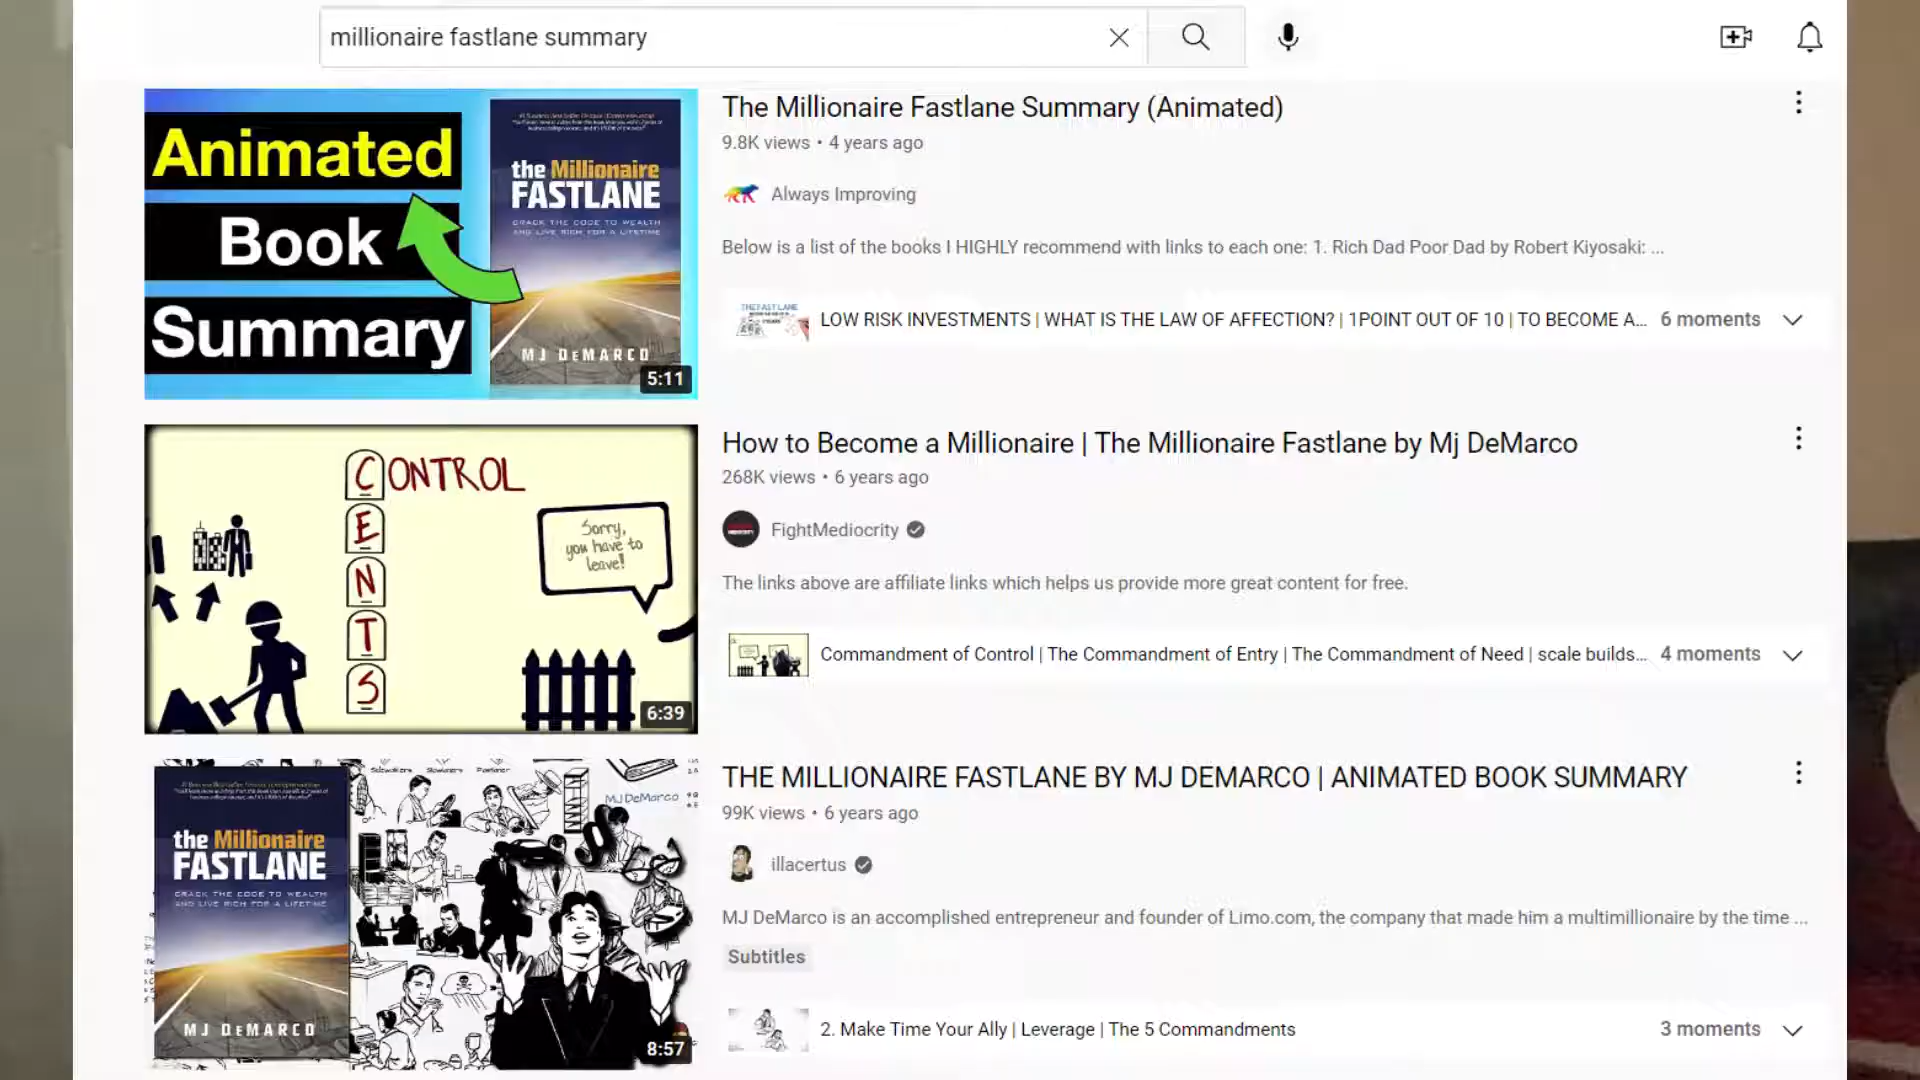 millionaire fastlane summary
Animated
Book
Summary
the Millionaire
FASTLANE
CRACK THE CODE TO WEALTH
AND LIVE RICH FOR A LIFETIME
MJ DEMARCO
5:11
The Millionaire Fastlane Summary (Animated)
9.8K views • 4 years ago
Always Improving
Below is a list of the books I HIGHLY recommend with links to each one: 1. Rich Dad Poor Dad by Robert Kiyosaki: ...
THE FAST LANE
LOW RISK INVESTMENTS | WHAT IS THE LAW OF AFFECTION? | 1POINT OUT OF 10 | TO BECOME A...
6 moments
CONTROL
E
N
T
S
Sorry,
you have to
leave!
6:39
How to Become a Millionaire | The Millionaire Fastlane by Mj DeMarco
268K views • 6 years ago
FightMediocrity
The links above are affiliate links which helps us provide more great content for free.
Commandment of Control | The Commandment of Entry | The Commandment of Need | scale builds...
4 moments
Sidewalkers Slowlaners Fastlaner
MJ DeMarco
the Millionaire
FASTLANE
CRACK THE CODE TO WEALTH
AND LIVE RICH FOR A LIFETIME
MJ DEMARCO
8:57
THE MILLIONAIRE FASTLANE BY MJ DEMARCO | ANIMATED BOOK SUMMARY
99K views • 6 years ago
illacertus
MJ DeMarco is an accomplished entrepreneur and founder of Limo.com, the company that made him a multimillionaire by the time ...
Subtitles
2. Make Time Your Ally | Leverage | The 5 Commandments
3 moments